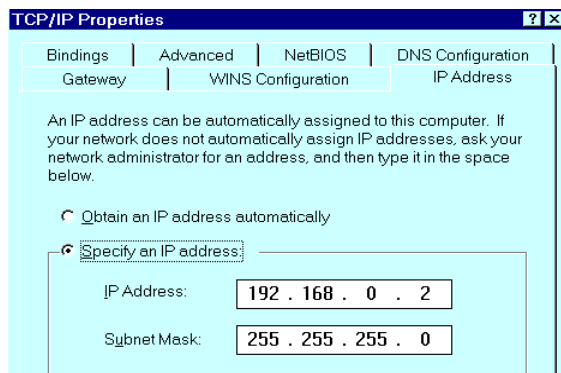 TCP/IP Properties
Bindings Advanced NetBIOS DNS Configuration
Gateway WINS Configuration IP Address
An IP address can be automatically assigned to this computer. If
your network does not automatically assign IP addresses, ask your
network administrator for an address, and then type it in the space
below.
Obtain an IP address automatically
Specify an IP address:
IP Address: 192 . 168 . 0 . 2
Subnet Mask: 255 . 255 . 255 . 0